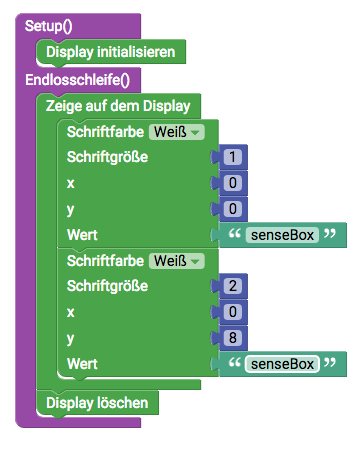 Setup()
Display initialisieren
Endlosschleife()
Zeige auf dem Display
Schriftfarbe Weiß
Schriftgröße 1
x 0
y 0
Wert “ senseBox ”
Schriftfarbe Weiß
Schriftgröße 2
x 0
y 8
Wert “ senseBox ”
Display löschen